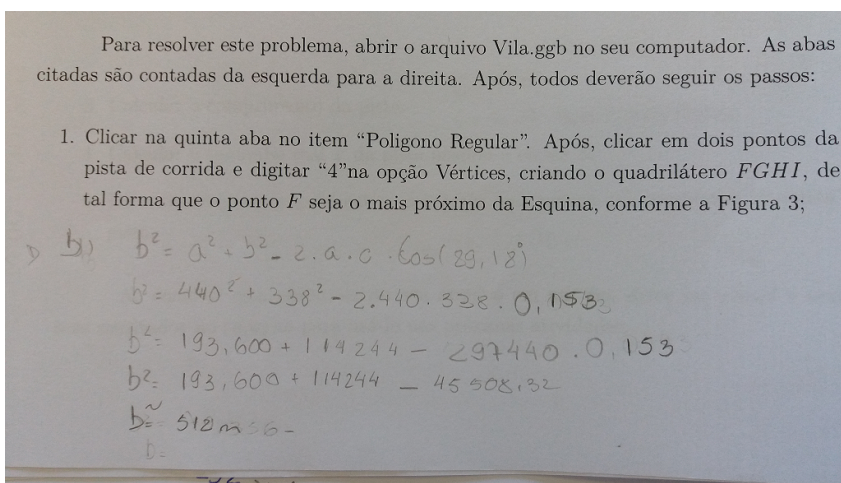 Para resolver este problema, abrir o arquivo Vila.ggb no seu computador. As abas
citadas são contadas da esquerda para a direita. Após, todos deverão seguir os passos:
1. Clicar na quinta aba no item “Poligono Regular”. Após, clicar em dois pontos da
pista de corrida e digitar “4”na opção Vértices, criando o quadrilátero FGHI, de
tal forma que o ponto F seja o mais próximo da Esquina, conforme a Figura 3;
b) b² = a² + b² - 2.a.c.Cos(29,18°)
b² = 440² + 338² - 2.440.338.0,153
b² = 193,600 + 114244 - 297440.0,153
b² = 193,600 + 114244 - 45508,32
b ≅ 512 m